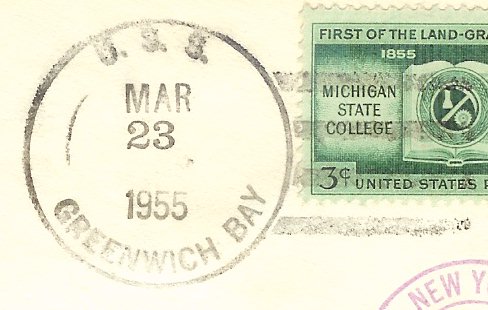 U. S. S.
MAR
23
1955
GREENWICH BAY
FIRST OF THE LAND-GRA
1855
MICHIGAN
STATE
COLLEGE
3¢ UNITED STATES P
NEW Y